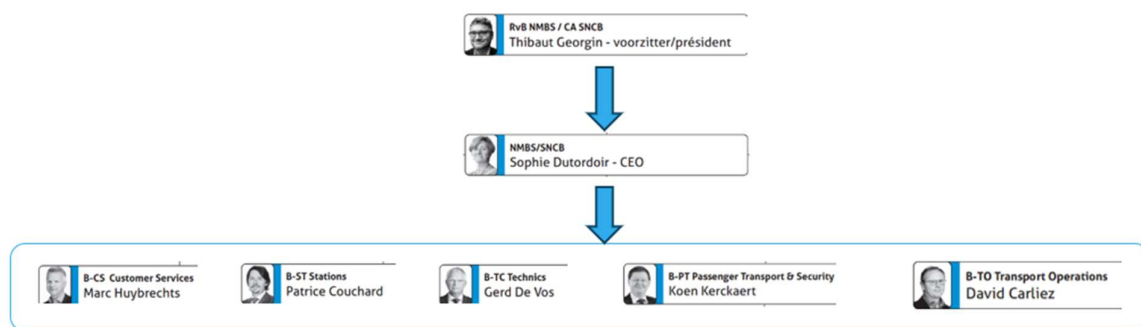 RvB NMBS / CA SNCB
Thibaut Georgin - voorzitter/président
NMBS/SNCB
Sophie Dutordoir - CEO
B-CS Customer Services
Marc Huybrechts
B-ST Stations
Patrice Couchard
B-TC Technics
Gerd De Vos
B-PT Passenger Transport & Security
Koen Kerckaert
B-TO Transport Operations
David Carliez